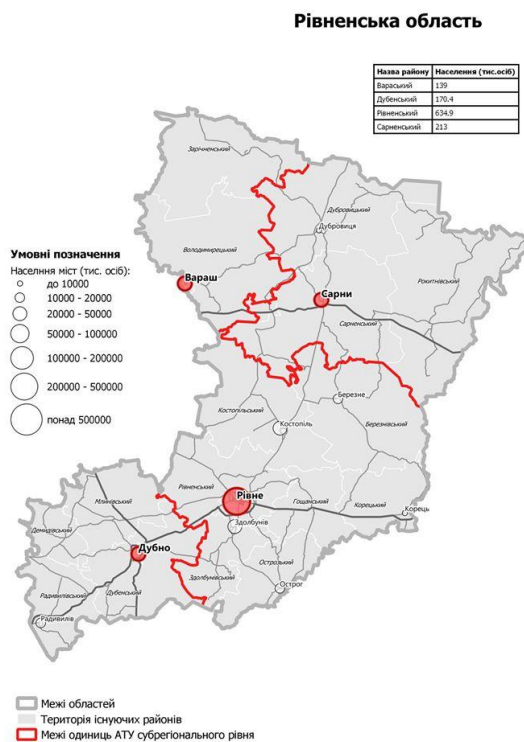 Рівненська область
Назва району Населення (тис.осіб)
Вараський 139
Дубенський 170.4
Рівненський 634.9
Сарненський 213
Зарічненський
Дубровицький
Дубровиця
Володимирецький
Рокитнівський
Вараш
Сарни
Сарненський
Березне
Костопільський
Костопіль
Березнівський
Рівненський
Рівне
Млинівський
Гощанський
Корецький
Корець
Демидівський
Здолбунів
Дубно
Острозький
Здолбунівський
Радивилівський
Дубенський
Острог
Радивилів
Умовні позначення
Населння міст (тис. осіб):
до 10000
10000 - 20000
20000 - 50000
50000 - 100000
100000 - 200000
200000 - 500000
понад 500000
Межі областей
Територія існуючих районів
Межі одиниць АТУ субрегіонального рівня